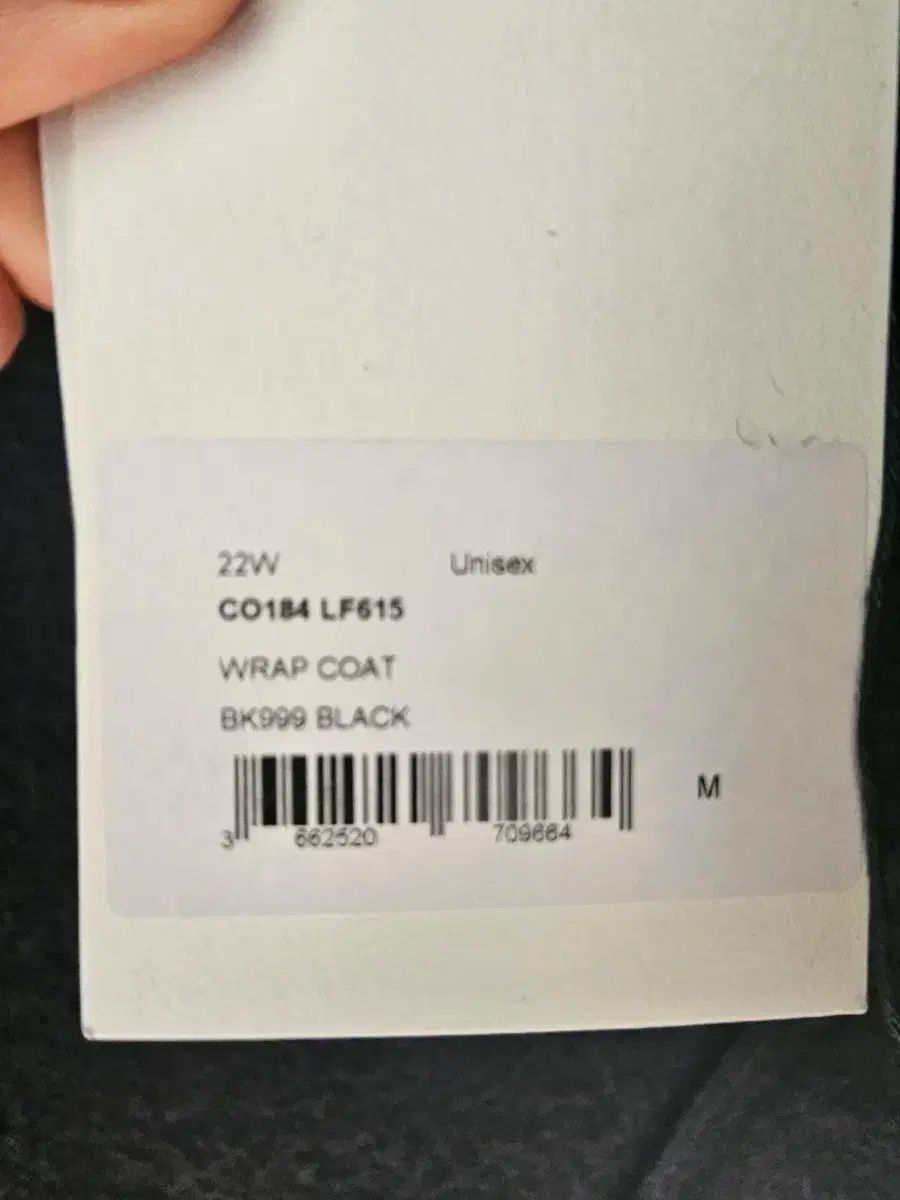 22W Unisex
CO184 LF615
WRAP COAT
BK999 BLACK
M
3 662520 709664